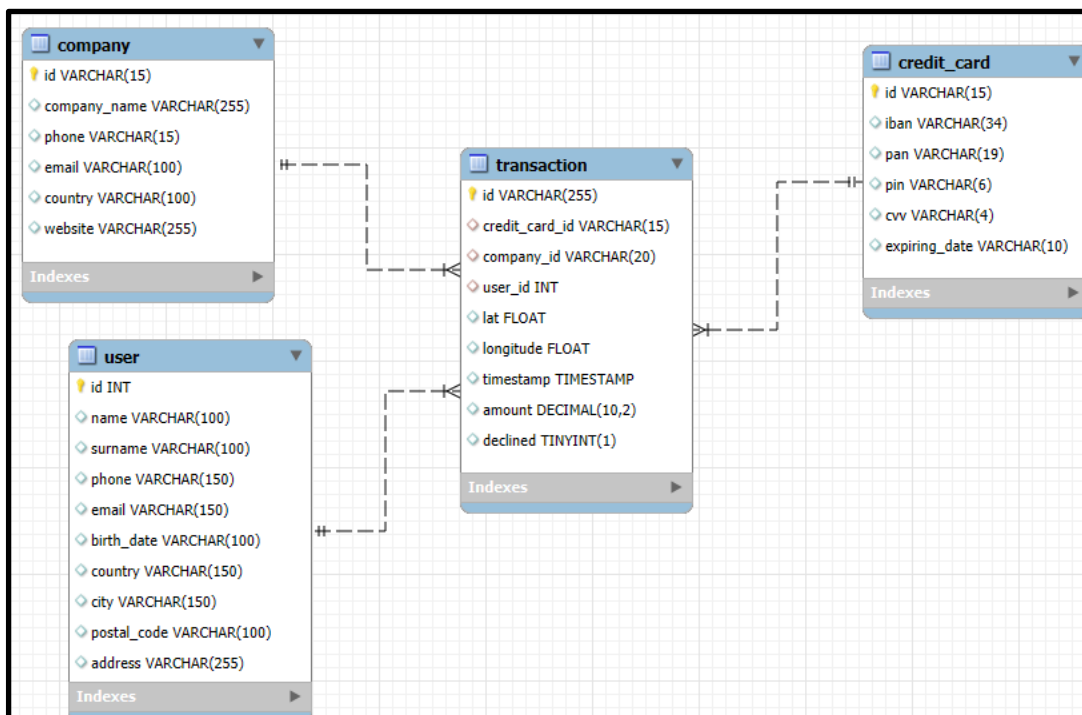 company
id VARCHAR(15)
company_name VARCHAR(255)
phone VARCHAR(15)
email VARCHAR(100)
country VARCHAR(100)
website VARCHAR(255)
Indexes
user
id INT
name VARCHAR(100)
surname VARCHAR(100)
phone VARCHAR(150)
email VARCHAR(150)
birth_date VARCHAR(100)
country VARCHAR(150)
city VARCHAR(150)
postal_code VARCHAR(100)
address VARCHAR(255)
Indexes
transaction
id VARCHAR(255)
credit_card_id VARCHAR(15)
company_id VARCHAR(20)
user_id INT
lat FLOAT
longitude FLOAT
timestamp TIMESTAMP
amount DECIMAL(10,2)
declined TINYINT(1)
Indexes
credit_card
id VARCHAR(15)
iban VARCHAR(34)
pan VARCHAR(19)
pin VARCHAR(6)
cvv VARCHAR(4)
expiring_date VARCHAR(10)
Indexes